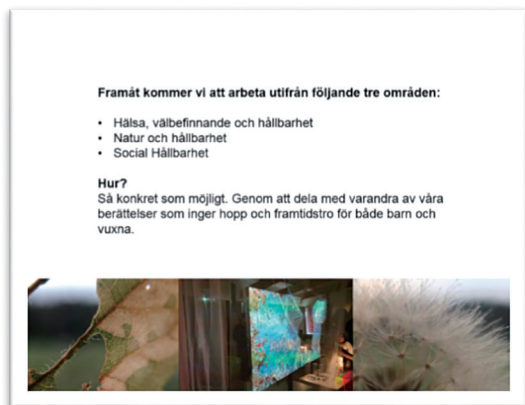 Framåt kommer vi att arbeta utifrån följande tre områden:
• Hälsa, välbefinnande och hållbarhet
• Natur och hållbarhet
• Social Hållbarhet
Hur?
Så konkret som möjligt. Genom att dela med varandra av våra
berättelser som inger hopp och framtidstro för både barn och
vuxna.